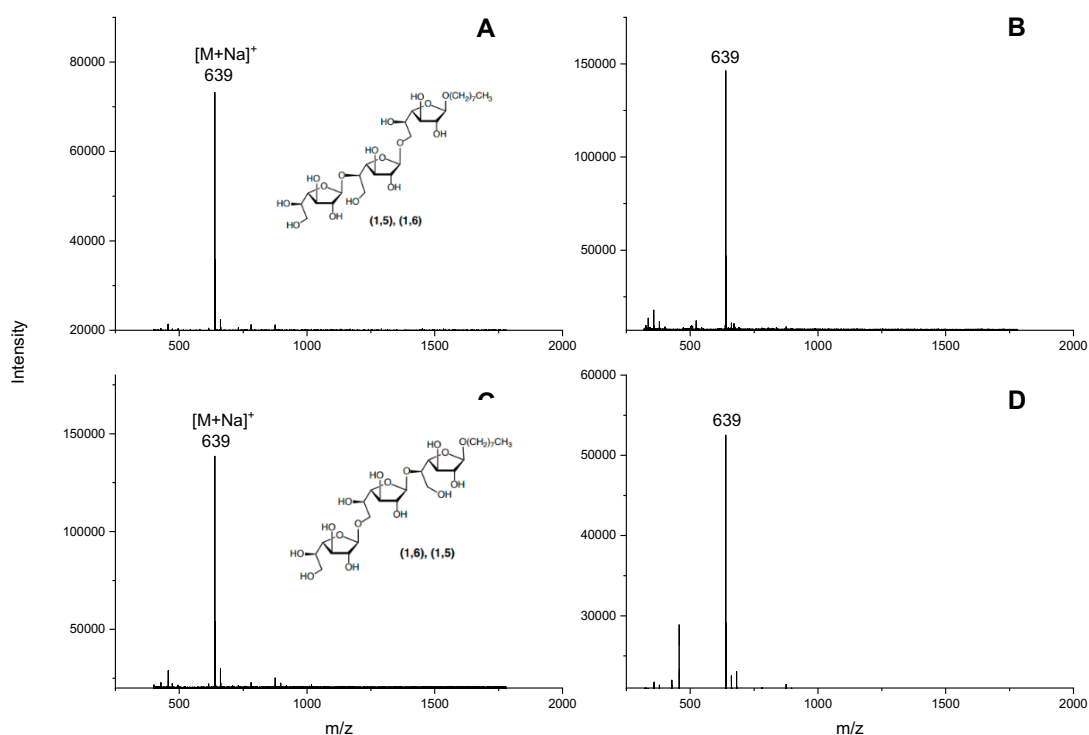 A
[M+Na]+
639
80000
60000
40000
20000
500
1000
1500
2000
HO
O
O(CH2)7CH3
HO
OH
O
HO
O
O
OH
HO
HO
O
HO
OH
HO
(1,5), (1,6)
B
639
150000
100000
50000
500
1000
1500
2000
Intensity
[M+Na]+
639
150000
100000
50000
500
1000
1500
2000
m/z
HO
O
O(CH2)7CH3
O
OH
OH
HO
O
HO
OH
O
HO
O
HO
OH
HO
(1,6), (1,5)
D
639
60000
50000
40000
30000
500
1000
1500
2000
m/z